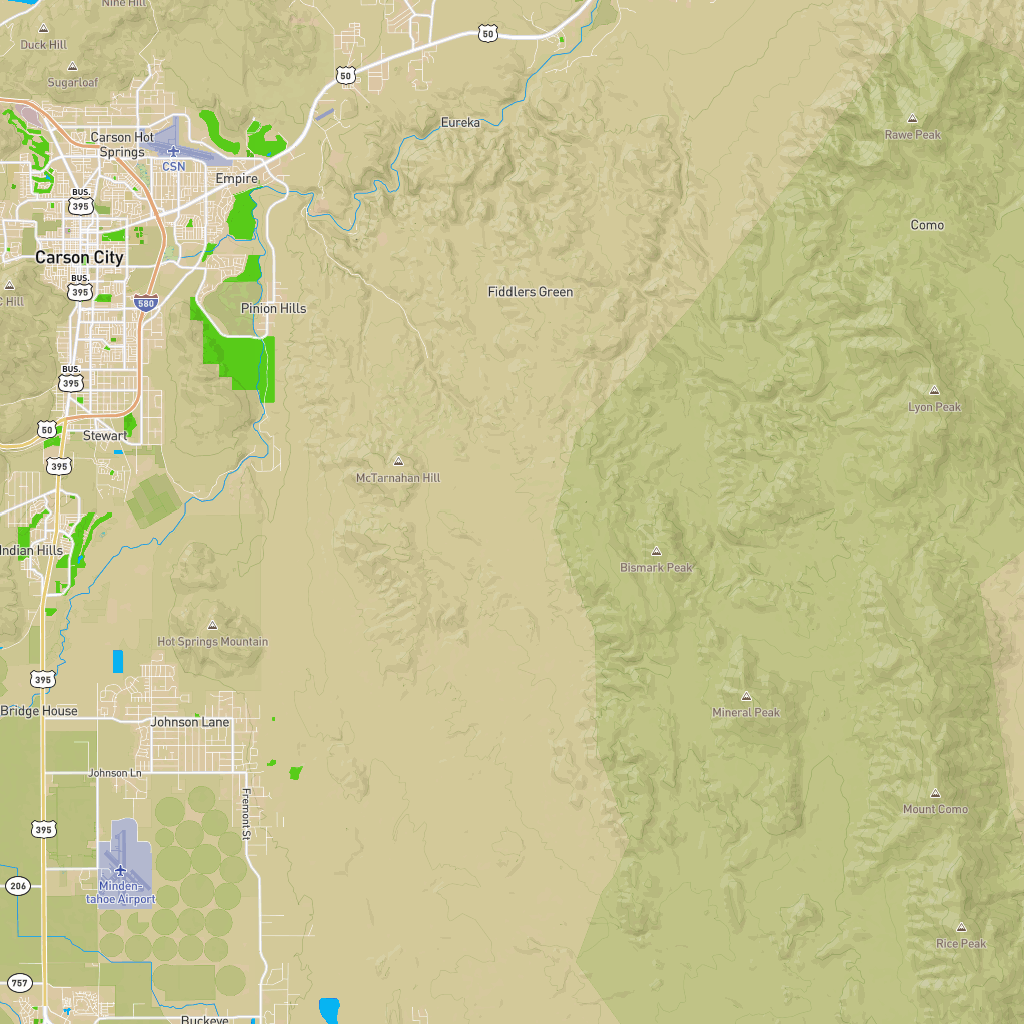 Nine Hill
Duck Hill
50
Sugarloaf
50
Rawe Peak
Eureka
Carson Hot
Springs
CSN
Empire
BUS.
395
Como
Carson City
BUS.
395
C Hill
580
Fiddlers Green
Pinion Hills
BUS.
395
Lyon Peak
50
Stewart
395
McTarnahan Hill
Indian Hills
Bismark Peak
Hot Springs Mountain
395
Bridge House
Johnson Lane
Mineral Peak
Johnson Ln
Fremont St
Mount Como
395
206
Minden-
tahoe Airport
Rice Peak
757
Buckeye